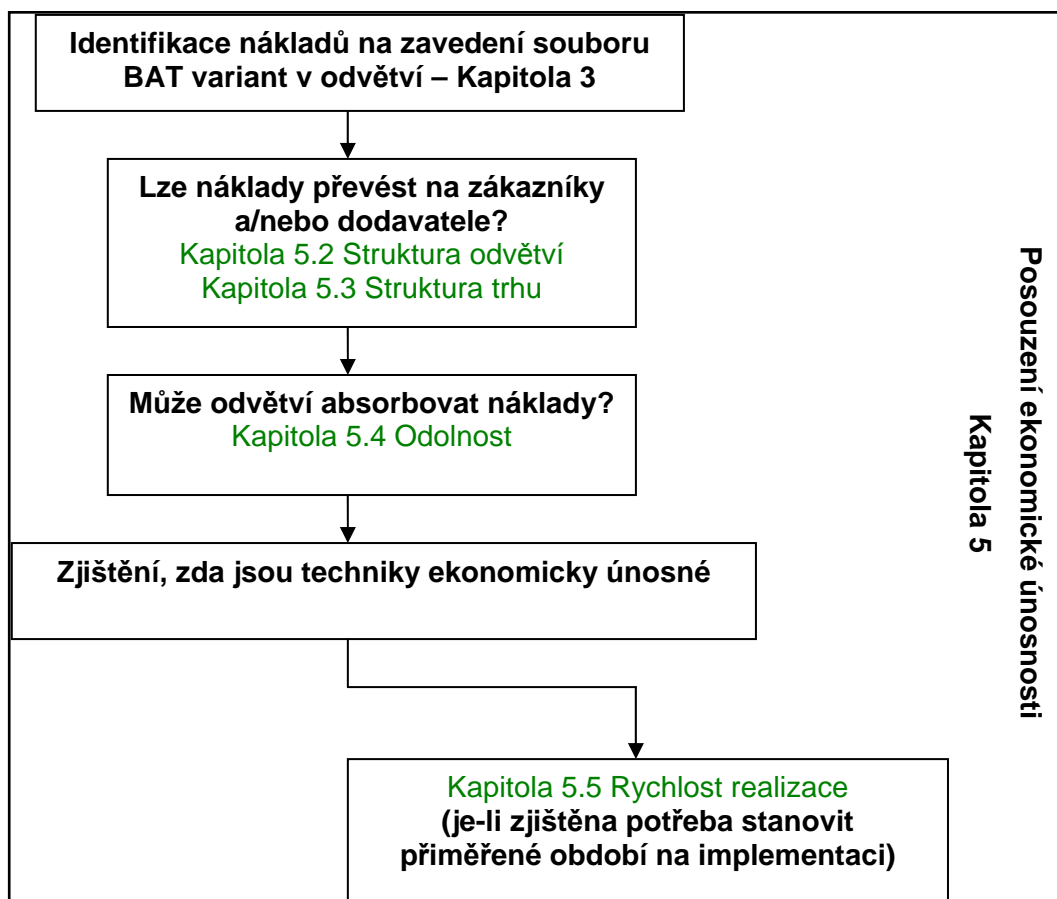 Identifikace nákladů na zavedení souboru
BAT variant v odvětví – Kapitola 3
Lze náklady převést na zákazníky
a/nebo dodavatele?
Kapitola 5.2 Struktura odvětví
Kapitola 5.3 Struktura trhu
Může odvětví absorbovat náklady?
Kapitola 5.4 Odolnost
Zjištění, zda jsou techniky ekonomicky únosné
Kapitola 5.5 Rychlost realizace
(je-li zjištěna potřeba stanovit
přiměřené období na implementaci)
Posouzení ekonomické únosnosti
Kapitola 5